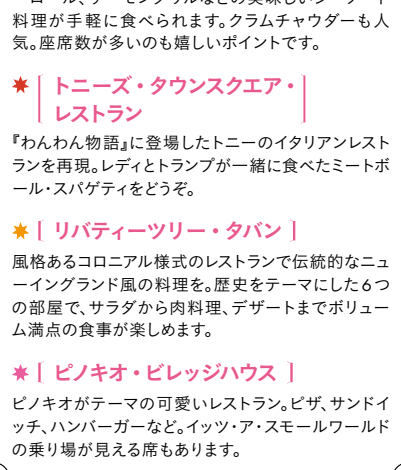 料理が手軽に食べられます。クラムチャウダーも人
気。座席数が多いのも嬉しいポイントです。
トニーズ・タウンスクエア・
レストラン
『わんわん物語』に登場したトニーのイタリアンレスト
ランを再現。レディとトランプが一緒に食べたミートボ
ール・スパゲティをどうぞ。
リバティーツリー・タバン
風格あるコロニアル様式のレストランで伝統的なニュ
ーイングランド風の料理を。歴史をテーマにした6つ
の部屋で、サラダから肉料理、デザートまでボリュー
ム満点の食事が楽しめます。
ピノキオ・ビレッジハウス
ピノキオがテーマの可愛いレストラン。ピザ、サンドイ
ッチ、ハンバーガーなど。イッツ・ア・スモールワールド
の乗り場が見える席もあります。